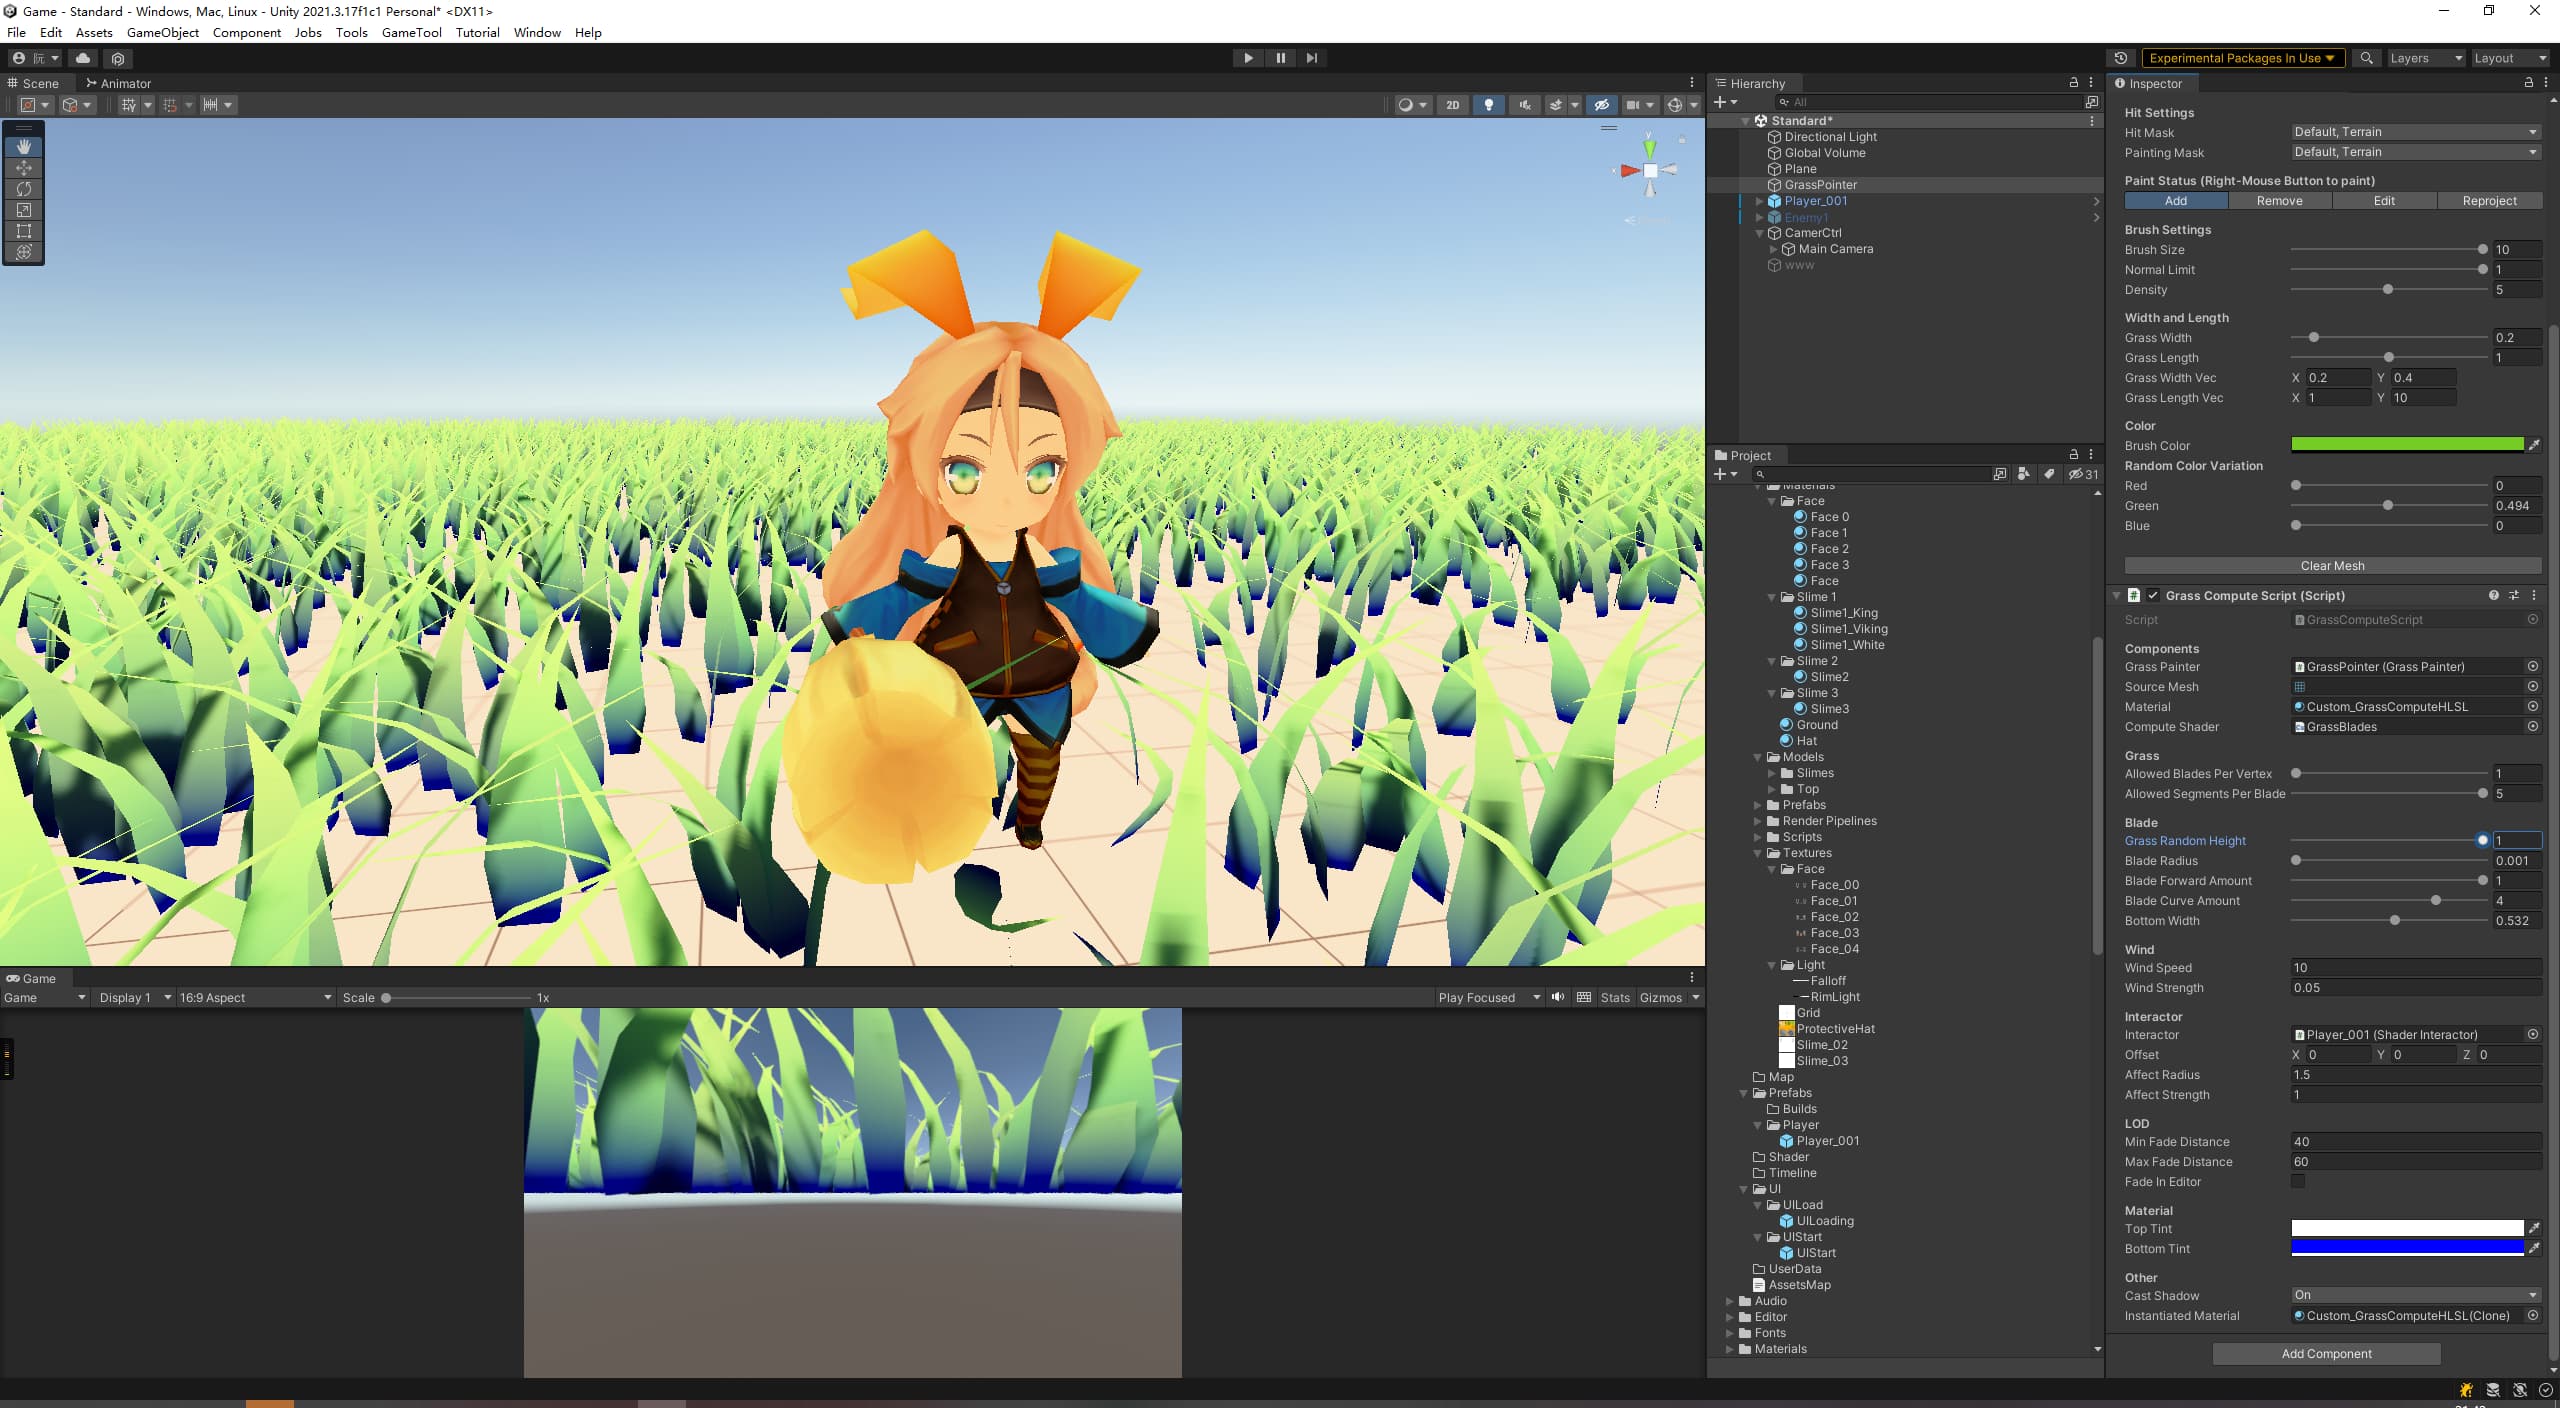 Game - Standard - Windows, Mac, Linux - Unity 2021.3.17f1c1 Personal* <DX11>
File Edit Assets GameObject Component Jobs Tools GameTool Tutorial Window Help
阮
Experimental Packages In Use
Layers
Layout
Scene
Animator
2D
y
x
Hierarchy
All
Standard*
Directional Light
Global Volume
Plane
GrassPointer
Player_001
Enemy1
CamerCtrl
Main Camera
www
Project
31
Materials
Face
Face 0
Face 1
Face 2
Face 3
Face
Slime 1
Slime1_King
Slime1_Viking
Slime1_White
Slime 2
Slime2
Slime 3
Slime3
Ground
Hat
Models
Slimes
Top
Prefabs
Render Pipelines
Scripts
Textures
Face
Face_00
Face_01
Face_02
Face_03
Face_04
Light
Falloff
RimLight
Grid
ProtectiveHat
Slime_02
Slime_03
Map
Prefabs
Builds
Player
Player_001
Shader
Timeline
UI
UILoad
UILoading
UIStart
UIStart
UserData
AssetsMap
Audio
Editor
Fonts
Materials
Game
Game
Display 1
16:9 Aspect
Scale
1x
Play Focused
Stats
Gizmos
Inspector
Hit Settings
Hit Mask Default, Terrain
Painting Mask Default, Terrain
Paint Status (Right-Mouse Button to paint)
Add Remove Edit Reproject
Brush Settings
Brush Size 10
Normal Limit 1
Density 5
Width and Length
Grass Width 0.2
Grass Length 1
Grass Width Vec X 0.2 Y 0.4
Grass Length Vec X 1 Y 10
Color
Brush Color
Random Color Variation
Red 0
Green 0.494
Blue 0
Clear Mesh
Grass Compute Script (Script)
Script GrassComputeScript
Components
Grass Painter GrassPointer (Grass Painter)
Source Mesh
Material Custom_GrassComputeHLSL
Compute Shader GrassBlades
Grass
Allowed Blades Per Vertex 1
Allowed Segments Per Blade 5
Blade
Grass Random Height 1
Blade Radius 0.001
Blade Forward Amount 1
Blade Curve Amount 4
Bottom Width 0.532
Wind
Wind Speed 10
Wind Strength 0.05
Interactor
Interactor Player_001 (Shader Interactor)
Offset X 0 Y 0 Z 0
Affect Radius 1.5
Affect Strength 1
LOD
Min Fade Distance 40
Max Fade Distance 60
Fade In Editor
Material
Top Tint
Bottom Tint
Other
Cast Shadow On
Instantiated Material Custom_GrassComputeHLSL(Clone)
Add Component